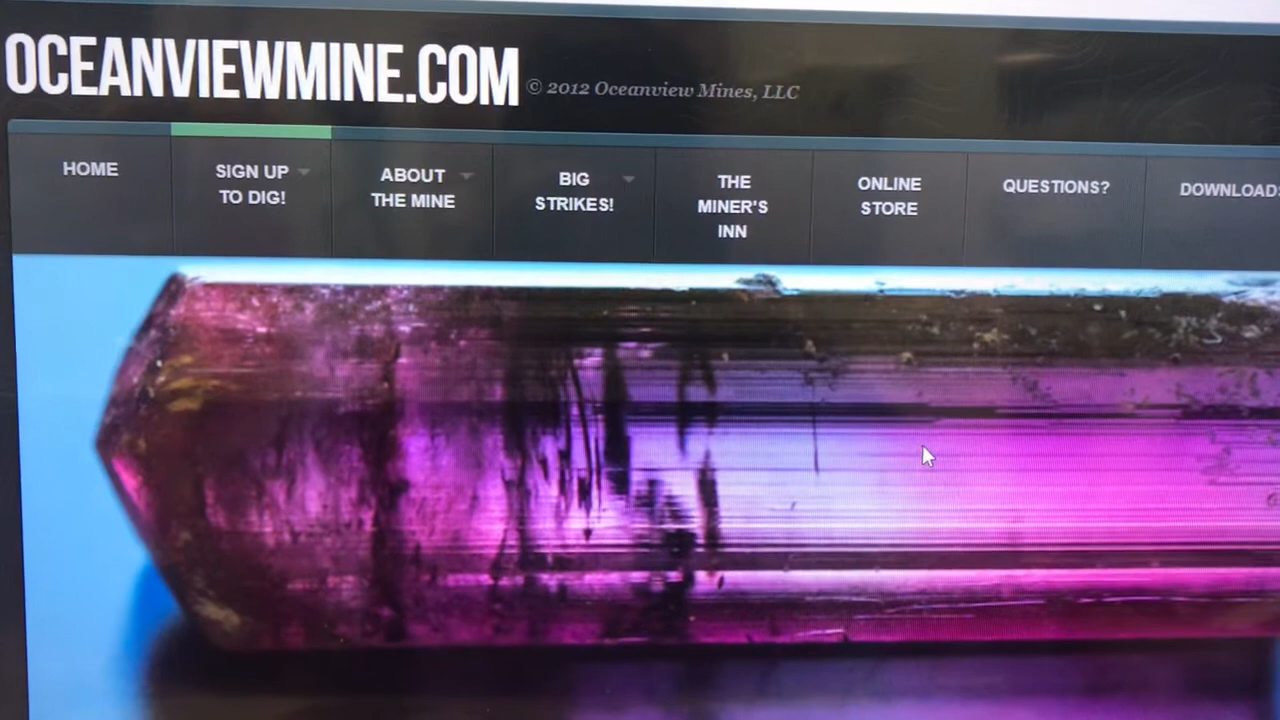 OCEANVIEWMINE.COM © 2012 Oceanview Mines, LLC
HOME
SIGN UP
TO DIG!
ABOUT
THE MINE
BIG
STRIKES!
THE
MINER'S
INN
ONLINE
STORE
QUESTIONS?
DOWNLOADS